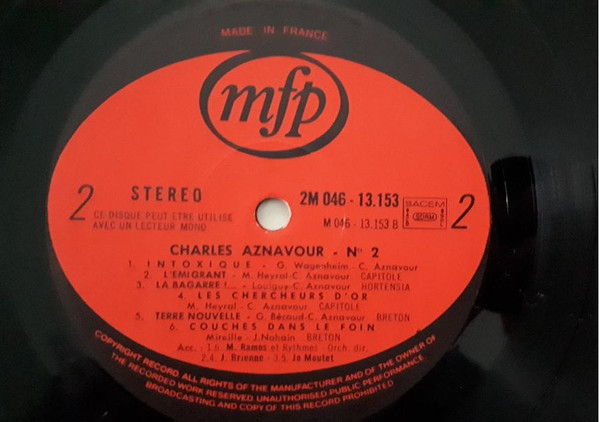 MADE IN FRANCE
mfp
2 STEREO 2M 046 - 13.153 SACEM 2
CE DISQUE PEUT ETRE UTILISE M 046 - 13.153 B
AVEC UN LECTEUR MONO
CHARLES AZNAVOUR - N° 2
1. INTOXIQUE - G. Wagenheim - C. Aznavour
2. L'EMIGRANT - M. Heyral-C. Aznavour CAPITOLE
3. LA BAGARRE !... - Louiguy-C. Aznavour HORTENSIA
4. LES CHERCHEURS D'OR
M. Heyral - C. Aznavour CAPITOLE
5. TERRE NOUVELLE - G. Bécaud-C. Aznavour BRETON
6. COUCHES DANS LE FOIN
Mireille - J. Nohain BRETON
Acc. - 1.6. M. Ramos et Rythmes - Orch. dir.
2.4. J. Brienne - 3.5. Jo Moutet
COPYRIGHT RECORD ALL RIGHTS OF THE MANUFACTURER AND OF THE OWNER OF
THE RECORDED WORK RESERVED UNAUTHORISED PUBLIC PERFORMANCE
BROADCASTING AND COPY OF THIS RECORD PROHIBITED